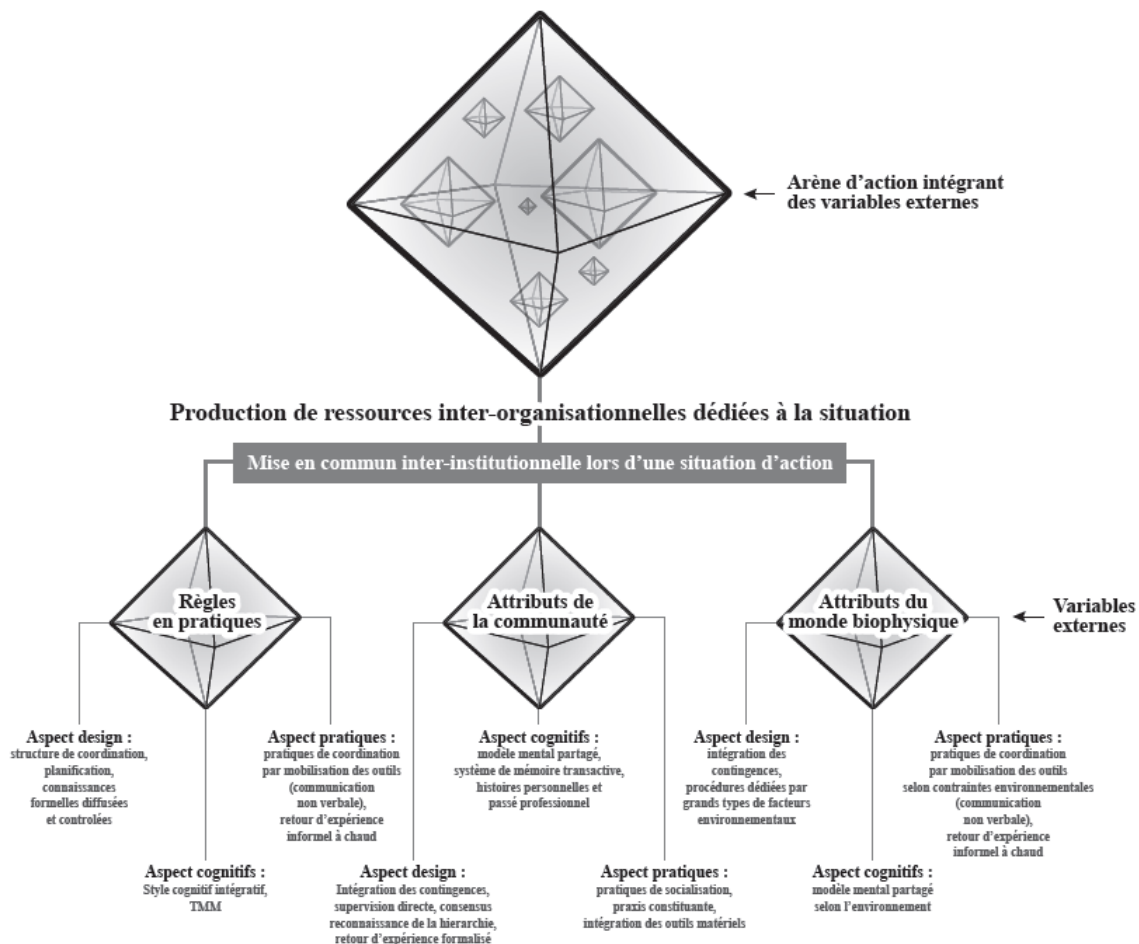 Arène d'action intégrant
des variables externes
Production de ressources inter-organisationnelles dédiées à la situation
Mise en commun inter-institutionnelle lors d'une situation d'action
Règles
en pratiques
Attributs de
la communauté
Attributs du
monde biophysique
Variables
externes
Aspect design :
structure de coordination,
planification,
connaissances
formelles diffusées
et controlées
Aspect pratiques :
pratiques de coordination
par mobilisation des outils
(communication
non verbale),
retour d'expérience
informel à chaud
Aspect cognitifs :
modèle mental partagé,
système de mémoire transactive,
histoires personnelles et
passé professionnel
Aspect design :
intégration des
contingences,
procédures dédiées par
grands types de facteurs
environnementaux
Aspect pratiques :
pratiques de coordination
par mobilisation des outils
selon contraintes environnementales
(communication
non verbale),
retour d'expérience
informel à chaud
Aspect cognitifs :
Style cognitif intégratif,
TMM
Aspect design :
Intégration des contingences,
supervision directe, consensus
reconnaissance de la hierarchie,
retour d'expérience formalisé
Aspect pratiques :
pratiques de socialisation,
praxis constituante,
intégration des outils matériels
Aspect cognitifs :
modèle mental partagé
selon l'environnement